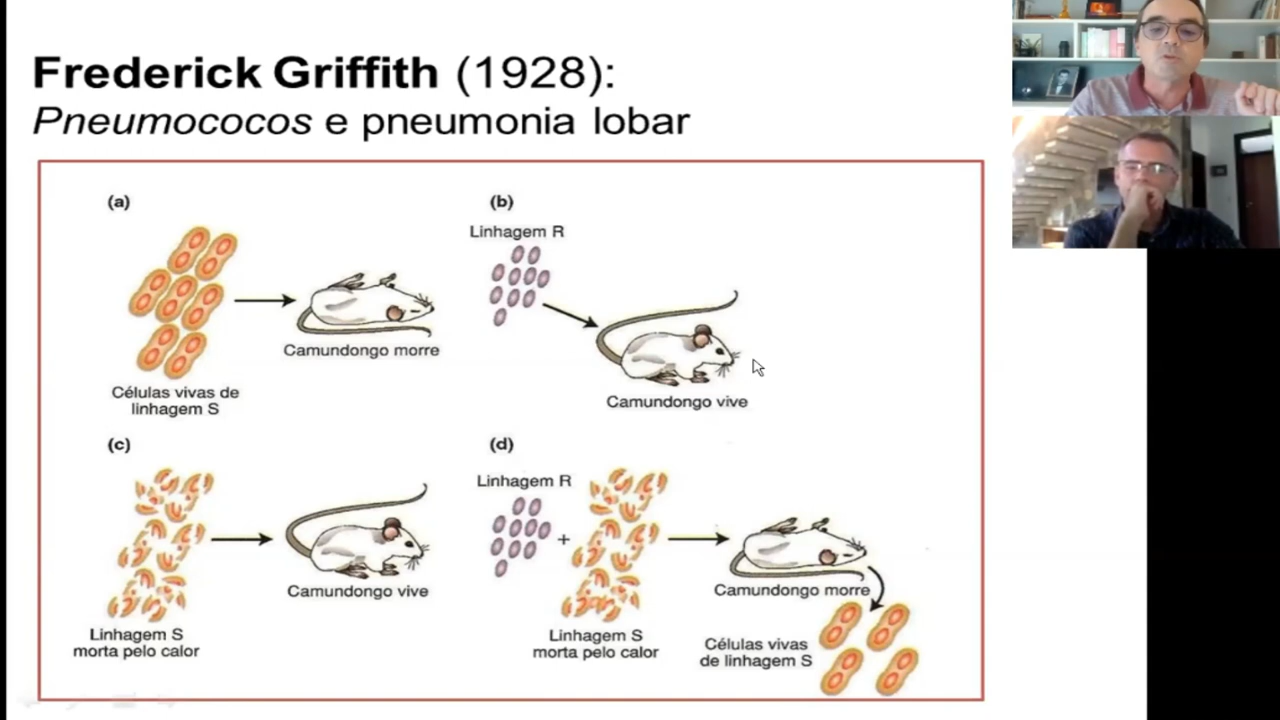 Frederick Griffith (1928):
Pneumococos e pneumonia lobar
(a)
Camundongo morre
Células vivas de
linhagem S
(b)
Linhagem R
Camundongo vive
(c)
Camundongo vive
Linhagem S
morta pelo calor
(d)
Linhagem R
+
Linhagem S
morta pelo calor
Camundongo morre
Células vivas
de linhagem S